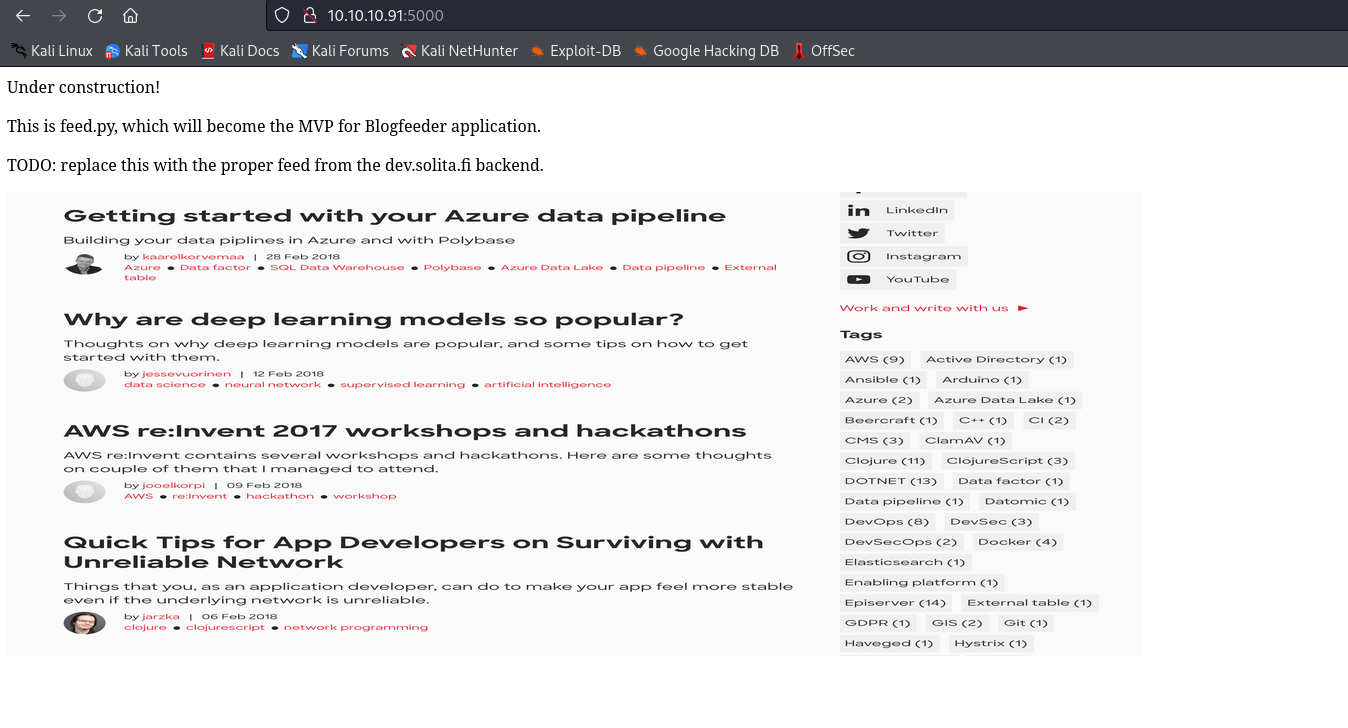 10.10.10.91:5000
Kali Linux Kali Tools Kali Docs Kali Forums Kali NetHunter Exploit-DB Google Hacking DB OffSec
Under construction!
This is feed.py, which will become the MVP for Blogfeeder application.
TODO: replace this with the proper feed from the dev.solita.fi backend.
Getting started with your Azure data pipeline
Building your data piplines in Azure and with Polybase
by kaarelkorvemaa | 28 Feb 2018
Azure ● Data factor ● SQL Data Warehouse ● Polybase ● Azure Data Lake ● Data pipeline ● External
table
Why are deep learning models so popular?
Thoughts on why deep learning models are popular, and some tips on how to get
started with them.
by jessevuorinen | 12 Feb 2018
data science ● neural network ● supervised learning ● artificial intelligence
AWS re:Invent 2017 workshops and hackathons
AWS re:Invent contains several workshops and hackathons. Here are some thoughts
on couple of them that I managed to attend.
by jooelkorpi | 09 Feb 2018
AWS ● re:Invent ● hackathon ● workshop
Quick Tips for App Developers on Surviving with
Unreliable Network
Things that you, as an application developer, can do to make your app feel more stable
even if the underlying network is unreliable.
by jarzka | 06 Feb 2018
clojure ● clojurescript ● network programming
LinkedIn
Twitter
Instagram
YouTube
Work and write with us ►
Tags
AWS (9) Active Directory (1)
Ansible (1) Arduino (1)
Azure (2) Azure Data Lake (1)
Beercraft (1) C++ (1) CI (2)
CMS (3) ClamAV (1)
Clojure (11) ClojureScript (3)
DOTNET (13) Data factor (1)
Data pipeline (1) Datomic (1)
DevOps (8) DevSec (3)
DevSecOps (2) Docker (4)
Elasticsearch (1)
Enabling platform (1)
Episerver (14) External table (1)
GDPR (1) GIS (2) Git (1)
Haveged (1) Hystrix (1)